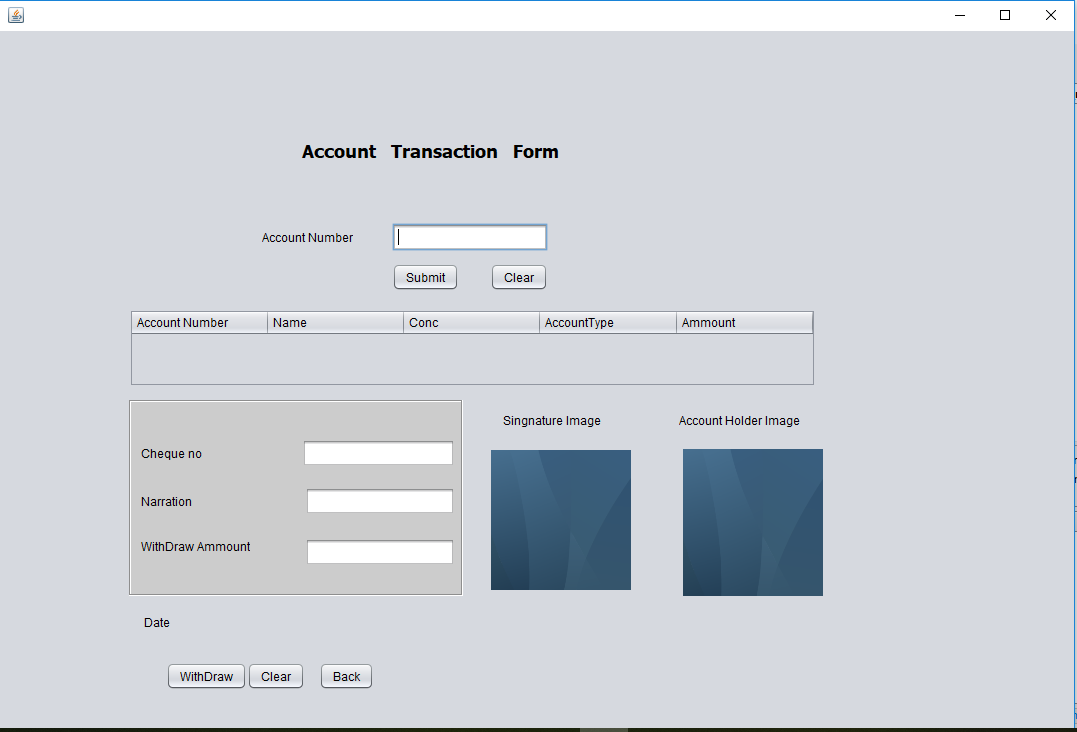 Account Transaction Form
Account Number
Submit Clear
Account Number Name Conc AccountType Ammount
Singnature Image Account Holder Image
Cheque no
Narration
WithDraw Ammount
Date
WithDraw Clear Back